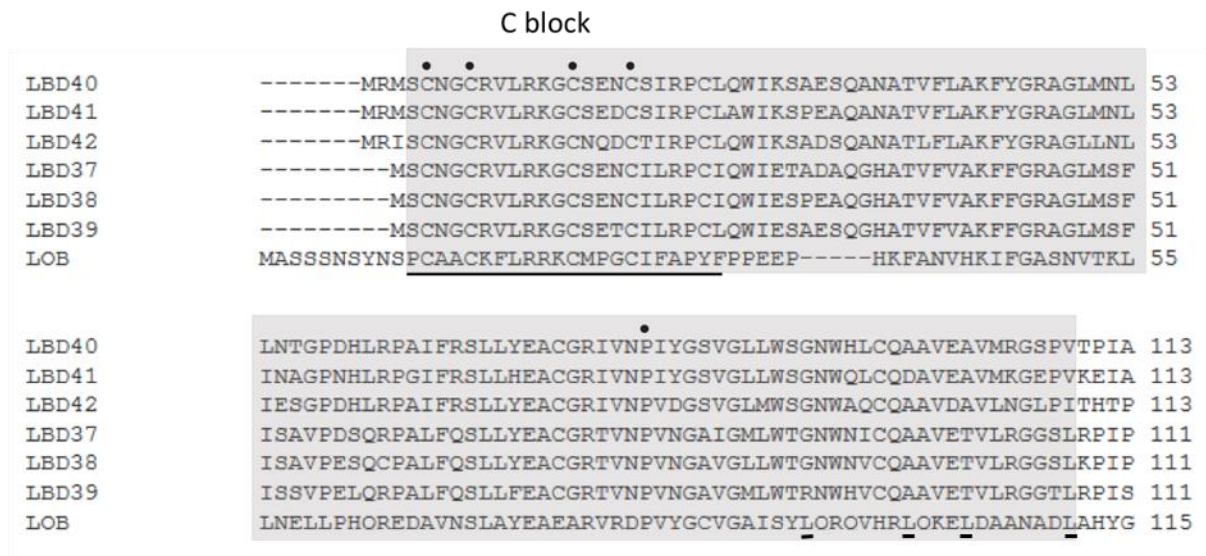 C block
LBD40 --------MRMSCNGCRVLRKGCSENCSIRPCLQWIKSAESQANATVFLAKFYGRAGLMNL 53
LBD41 --------MRMSCNGCRVLRKGCSEDCSIRPCLAWIKSPEAQANATVFLAKFYGRAGLMNL 53
LBD42 --------MRISCNGCRVLRKGCNQDCTIRPCLQWIKSADSQANATLFLAKFYGRAGLLNL 53
LBD37 ----------MSCNGCRVLRKGCSENCILRPCIQWIETADAQGHATVFVAKFFGRAGLMSF 51
LBD38 ----------MSCNGCRVLRKGCSENCILRPCIQWIESPEAQGHATVFVAKFFGRAGLMSF 51
LBD39 ----------MSCNGCRVLRKGCSETCILRPCLQWIESAESQGHATVFVAKFFGRAGLMSF 51
LOB MASSSNSYNSPCAACKFLRRKCMPGCIFAPYFPPEEP-----HKFANVHKIFGASNVTKL 55
LBD40 LNTGPDHLRPAIFRSLLYEACGRIVNPIYGSVGLLWSGNWHLCQAAVEAVMRGSPVTPIA 113
LBD41 INAGPNHLRPGIFRSLLHEACGRIVNPIYGSVGLLWSGNWQLCQDAVEAVMKGEPVKEIA 113
LBD42 IESGPDHLRPAIFRSLLYEACGRIVNPVDGSVGLMWSGNWAQCQAAVDAVLNGLPITHTP 113
LBD37 ISAVPDSQRPALFQSLLYEACGRTVNPVNGAIGMLWTGNWNICQAAVETVLRGGSLRPIP 111
LBD38 ISAVPESQCPALFQSLLYEACGRTVNPVNGAVGLLWTGNWNVCQAAVETVLRGGSLKPIP 111
LBD39 ISSVPELQRPALFQSLLFEACGRTVNPVNGAVGMLWTRNWHVCQAAVETVLRGGTLRPIS 111
LOB LNELLPHQREDAVNSLAYEAEARVRDPVYGCVGAISYLQRQVHRLQKELDAANADLAHYG 115